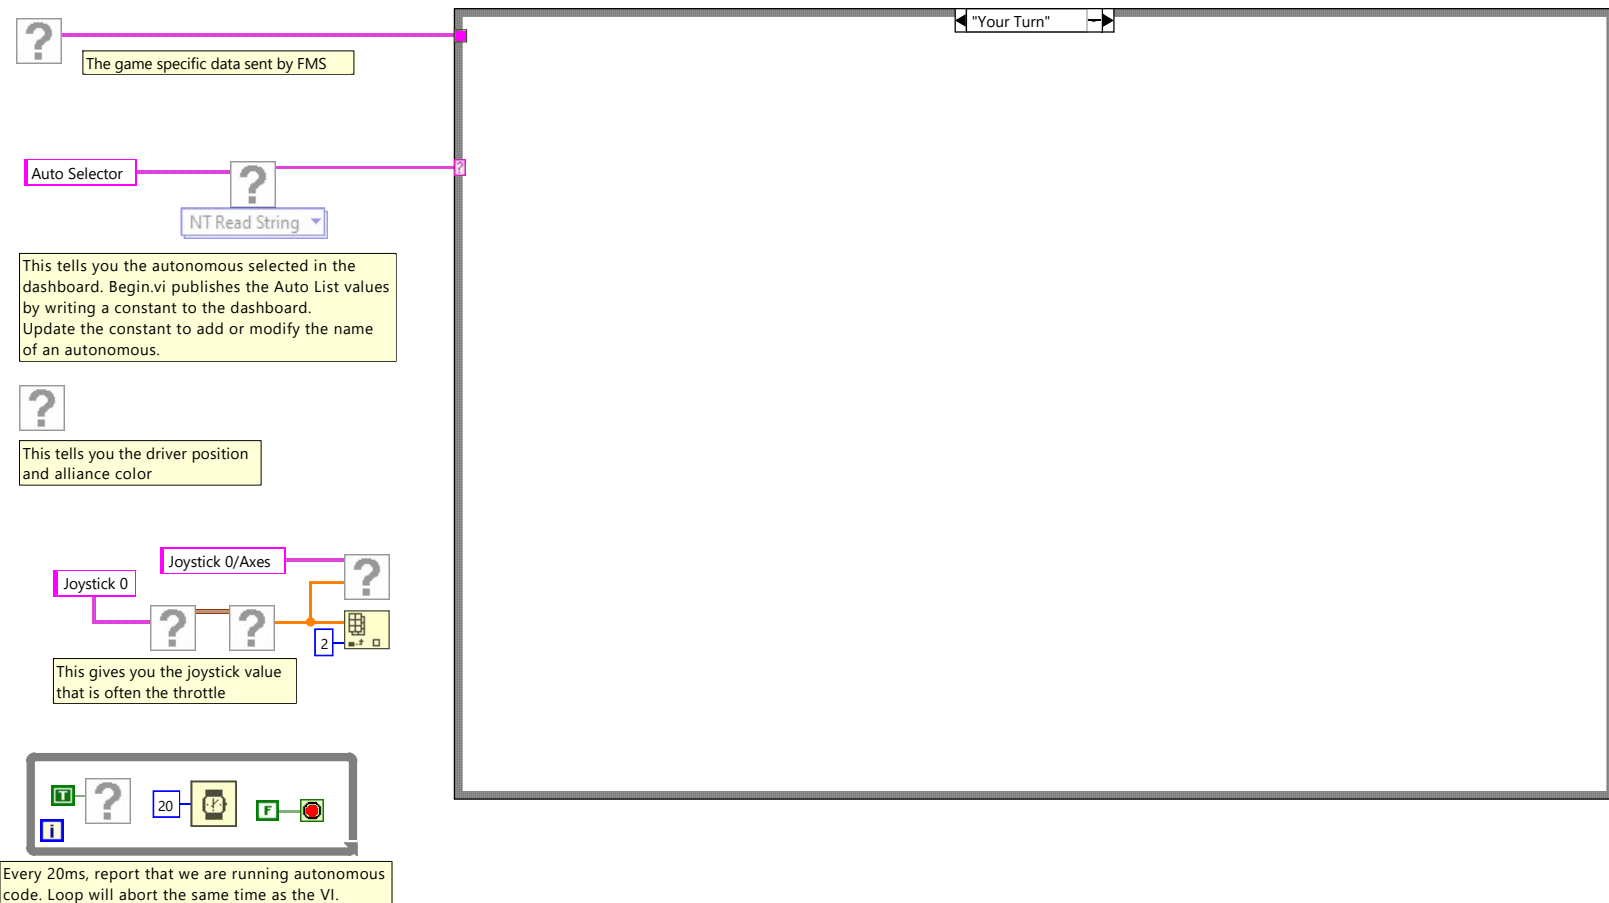 "Your Turn"
?
The game specific data sent by FMS
Auto Selector
?
?
NT Read String
This tells you the autonomous selected in the
dashboard. Begin.vi publishes the Auto List values
by writing a constant to the dashboard.
Update the constant to add or modify the name
of an autonomous.
?
This tells you the driver position
and alliance color
Joystick 0/Axes
?
Joystick 0
?
?
2
This gives you the joystick value
that is often the throttle
T
?
20
F
i
Every 20ms, report that we are running autonomous
code. Loop will abort the same time as the VI.